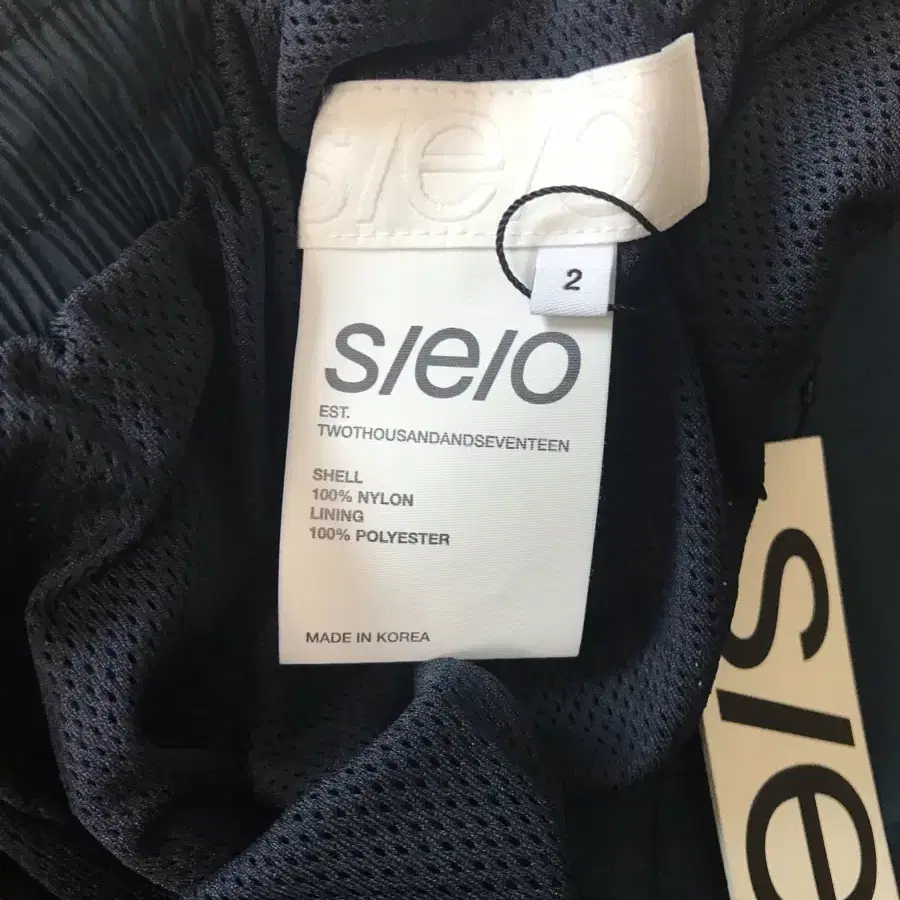 s/e/o
2
s/e/o
EST.
TWOTHOUSANDANDSEVENTEEN
SHELL
100% NYLON
LINING
100% POLYESTER
MADE IN KOREA
s/e